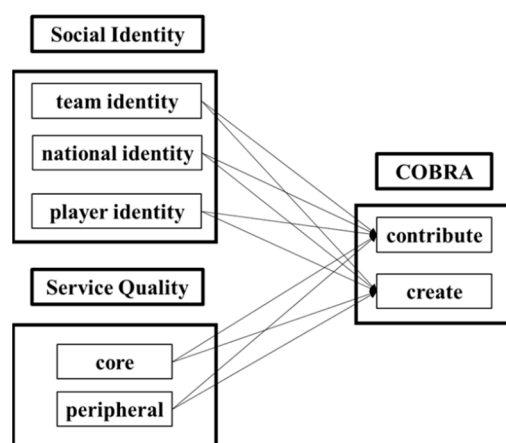 Social Identity
team identity
national identity
player identity
COBRA
contribute
create
Service Quality
core
peripheral